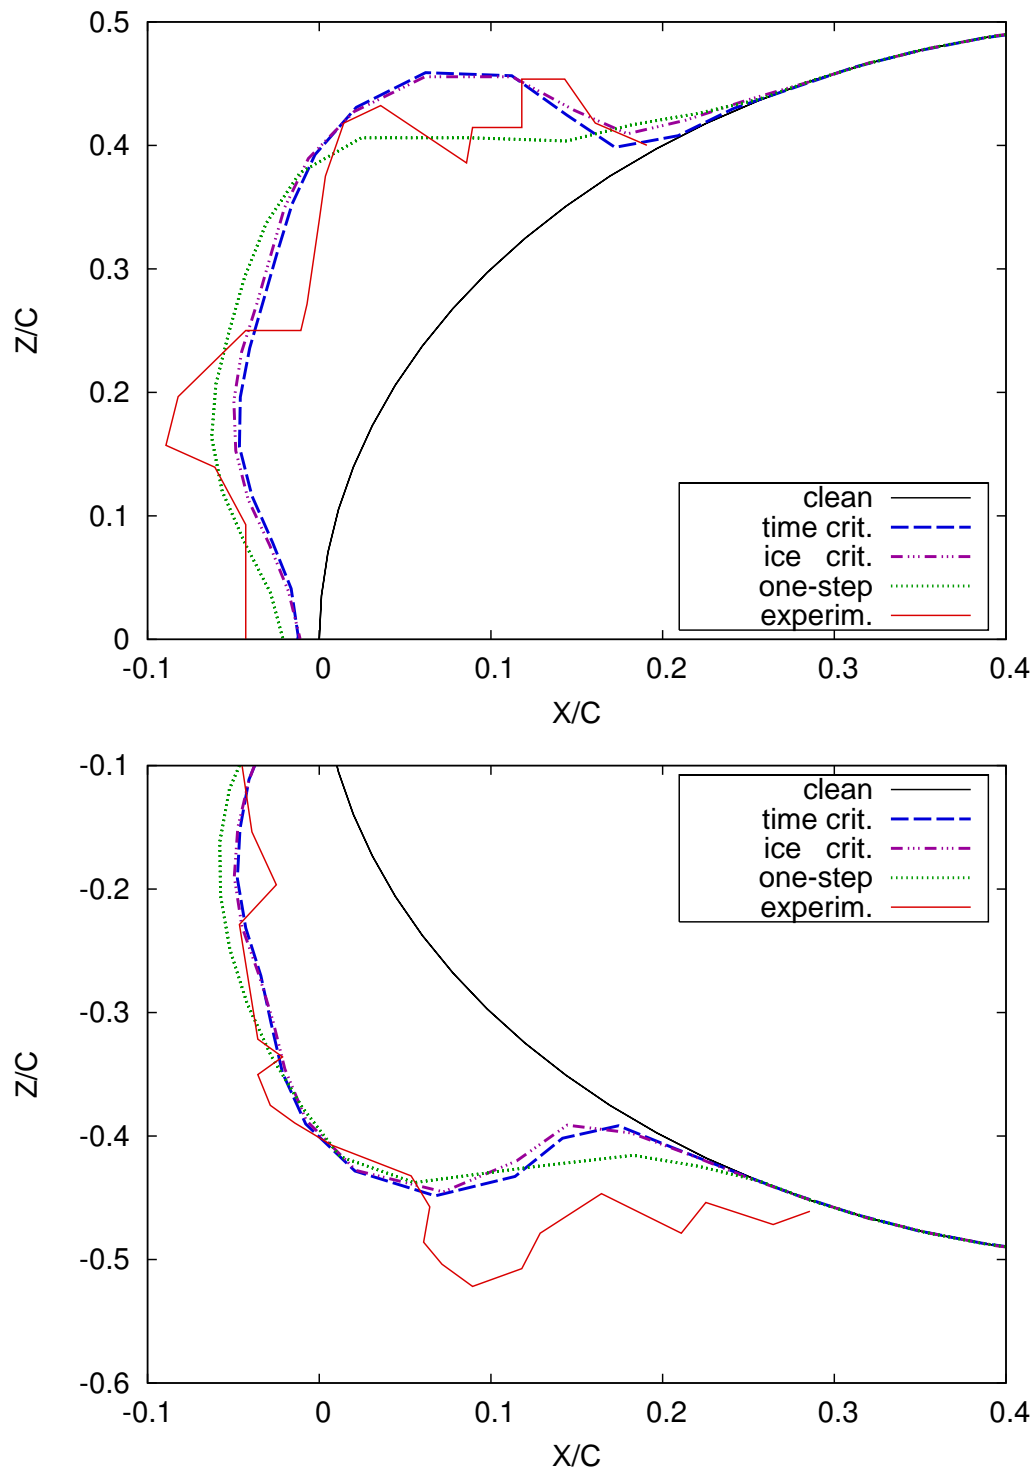 0.5
0.4
0.3
0.2
0.1
0
Z/C
clean
time crit.
ice crit.
one-step
experim.
-0.1 0 0.1 0.2 0.3 0.4
X/C
-0.1
-0.2
-0.3
-0.4
-0.5
-0.6
Z/C
clean
time crit.
ice crit.
one-step
experim.
-0.1 0 0.1 0.2 0.3 0.4
X/C